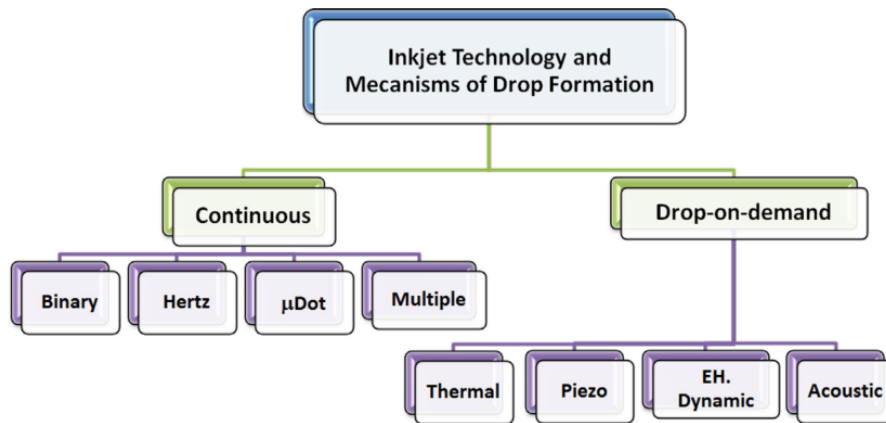 Inkjet Technology and
Mecanisms of Drop Formation
Continuous
Drop-on-demand
Binary
Hertz
µDot
Multiple
Thermal
Piezo
EH.
Dynamic
Acoustic